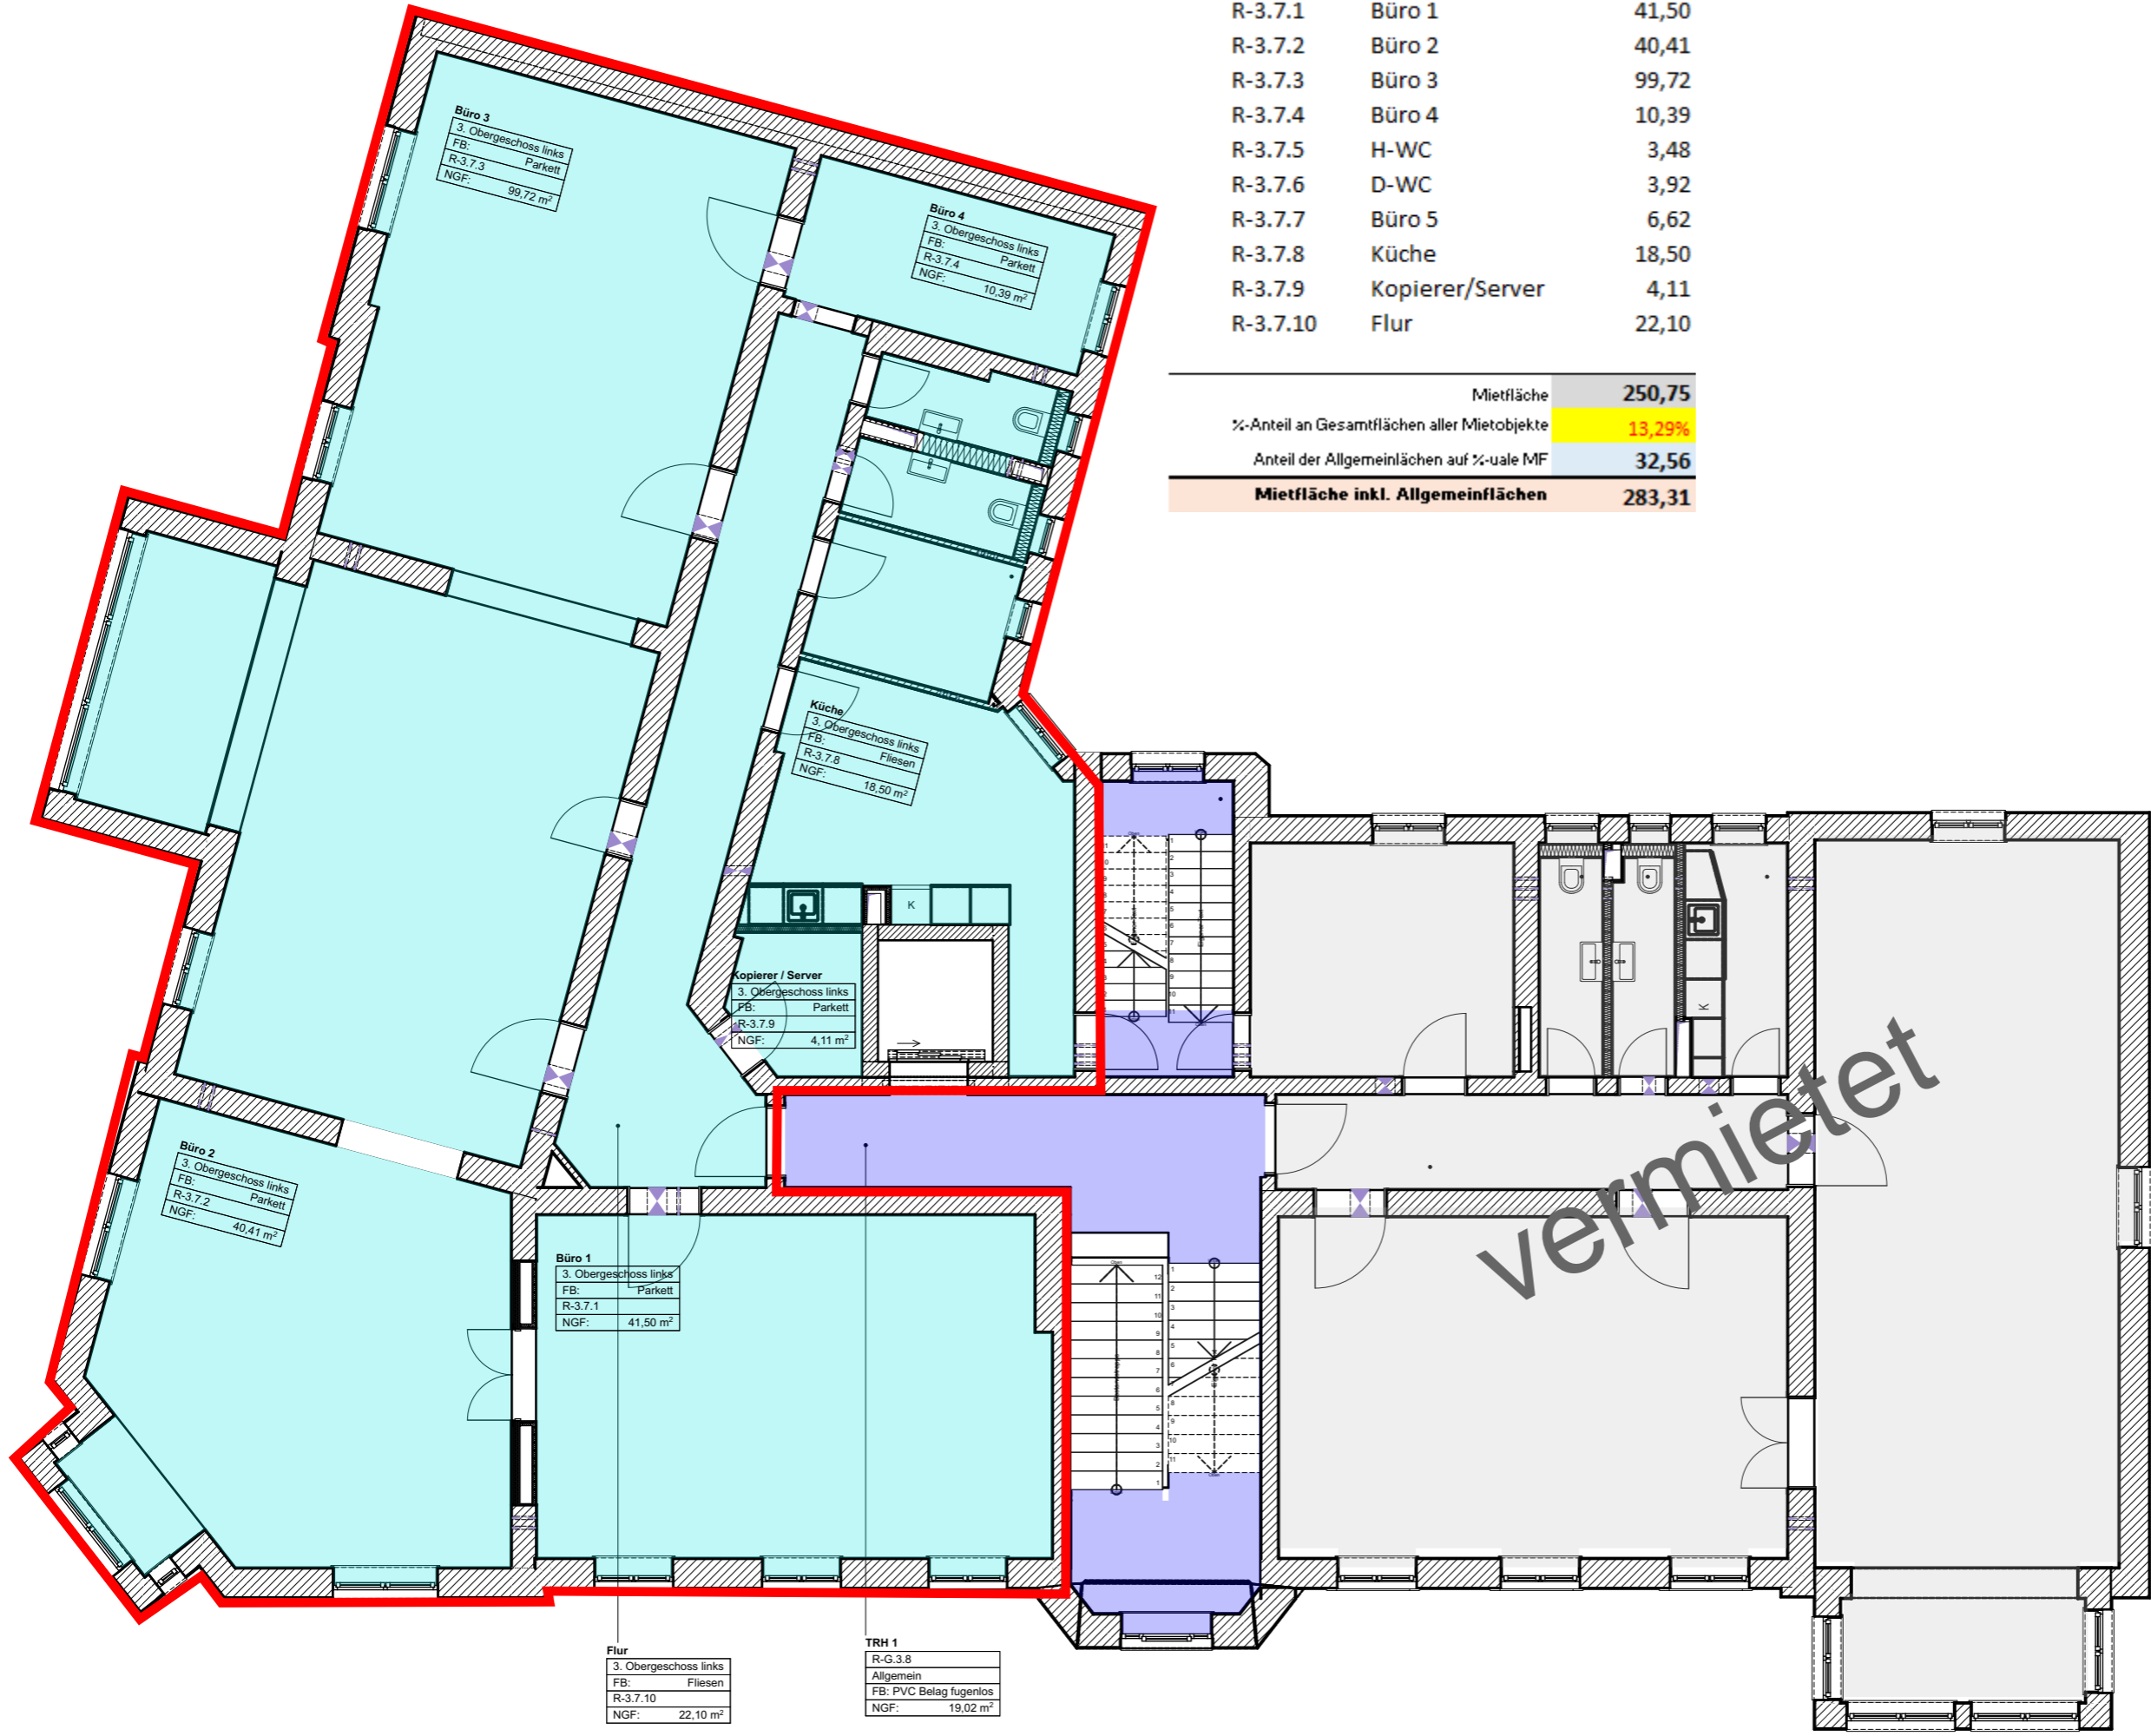 R-3.7.1 Büro 1 41,50
R-3.7.2 Büro 2 40,41
R-3.7.3 Büro 3 99,72
R-3.7.4 Büro 4 10,39
R-3.7.5 H-WC 3,48
R-3.7.6 D-WC 3,92
R-3.7.7 Büro 5 6,62
R-3.7.8 Küche 18,50
R-3.7.9 Kopierer/Server 4,11
R-3.7.10 Flur 22,10
Mietfläche 250,75
%-Anteil an Gesamtflächen aller Mietobjekte 13,29%
Anteil der Allgemeinlächen auf %-uale MF 32,56
Mietfläche inkl. Allgemeinflächen 283,31
Büro 3
3. Obergeschoss links
FB: Parkett
R-3.7.3
NGF: 99,72 m²
Büro 4
3. Obergeschoss links
FB: Parkett
R-3.7.4
NGF: 10,39 m²
Küche
3. Obergeschoss links
FB: Fliesen
R-3.7.8
NGF: 18,50 m²
K
Kopierer / Server
3. Obergeschoss links
FB: Parkett
R-3.7.9
NGF: 4,11 m²
K
vermietet
Büro 2
3. Obergeschoss links
FB: Parkett
R-3.7.2
NGF: 40,41 m²
Büro 1
3. Obergeschoss links
FB: Parkett
R-3.7.1
NGF: 41,50 m²
Flur
3. Obergeschoss links
FB: Fliesen
R-3.7.10
NGF: 22,10 m²
TRH 1
R-G.3.8
Allgemein
FB: PVC Belag fugenlos
NGF: 19,02 m²